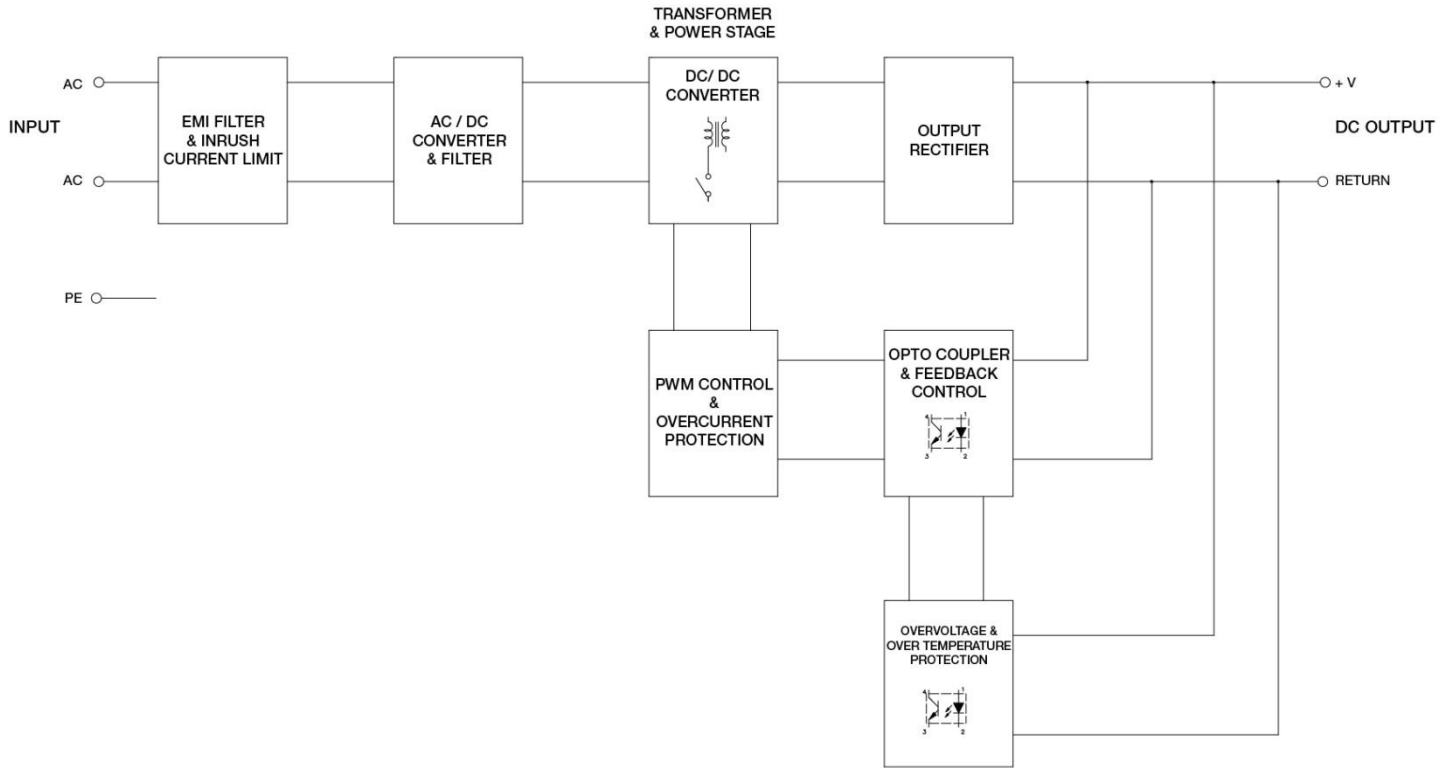 TRANSFORMER
& POWER STAGE
AC
INPUT
AC
PE
EMI FILTER
& INRUSH
CURRENT LIMIT
AC / DC
CONVERTER
& FILTER
DC/ DC
CONVERTER
OUTPUT
RECTIFIER
+ V
DC OUTPUT
RETURN
PWM CONTROL
&
OVERCURRENT
PROTECTION
OPTO COUPLER
& FEEDBACK
CONTROL
4 1
3 2
OVERVOLTAGE &
OVER TEMPERATURE
PROTECTION
4 1
3 2